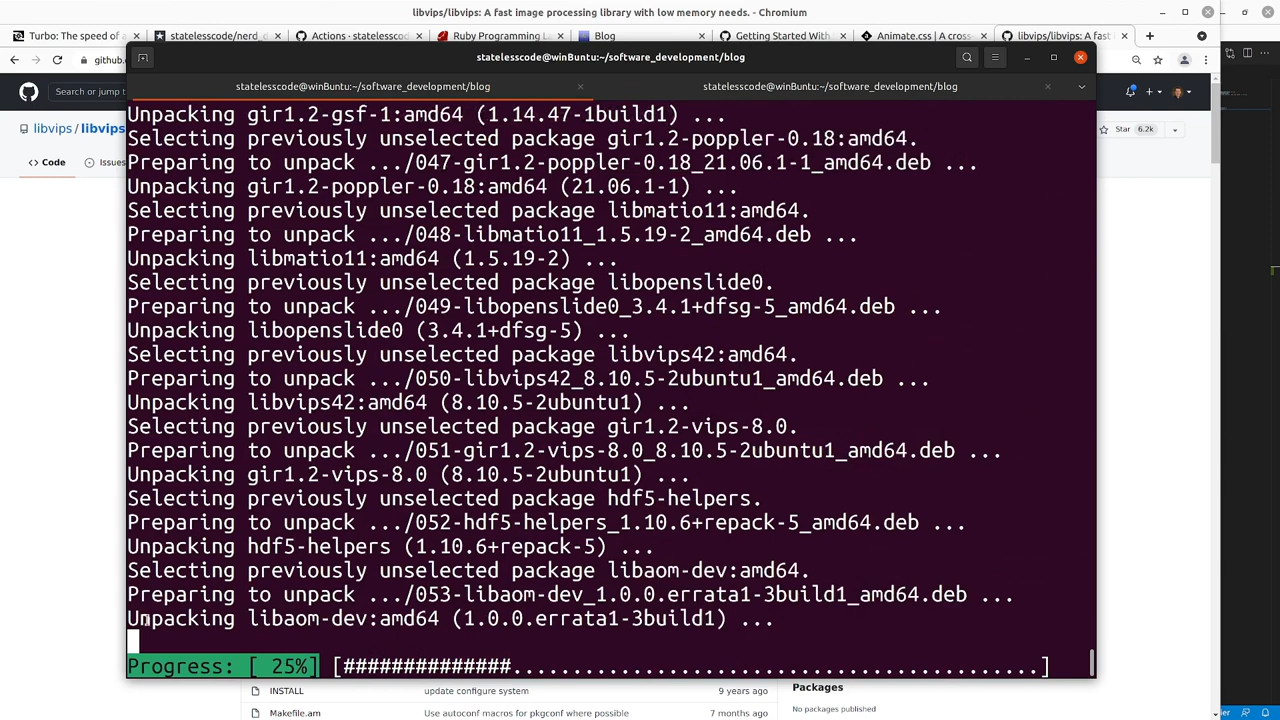 libvips/libvips: A fast image processing library with low memory needs. - Chromium
Turbo: The speed of a
statelesscode/nerd_
Actions - statelessco
Ruby Programming L
Blog
Getting Started With
Animate.css | A cross
libvips/libvips: A fast
github.
statelesscode@winBuntu:~/software_development/blog
Search or jump t
statelesscode@winBuntu:~/software_development/blog
statelesscode@winBuntu:~/software_development/blog
libvips / libvips
Star 6.2k
Code
Issues
Unpacking gir1.2-gsf-1:amd64 (1.14.47-1build1) ...
Selecting previously unselected package gir1.2-poppler-0.18:amd64.
Preparing to unpack .../047-gir1.2-poppler-0.18_21.06.1-1_amd64.deb ...
Unpacking gir1.2-poppler-0.18:amd64 (21.06.1-1) ...
Selecting previously unselected package libmatio11:amd64.
Preparing to unpack .../048-libmatio11_1.5.19-2_amd64.deb ...
Unpacking libmatio11:amd64 (1.5.19-2) ...
Selecting previously unselected package libopenslide0.
Preparing to unpack .../049-libopenslide0_3.4.1+dfsg-5_amd64.deb ...
Unpacking libopenslide0 (3.4.1+dfsg-5) ...
Selecting previously unselected package libvips42:amd64.
Preparing to unpack .../050-libvips42_8.10.5-2ubuntu1_amd64.deb ...
Unpacking libvips42:amd64 (8.10.5-2ubuntu1) ...
Selecting previously unselected package gir1.2-vips-8.0.
Preparing to unpack .../051-gir1.2-vips-8.0_8.10.5-2ubuntu1_amd64.deb ...
Unpacking gir1.2-vips-8.0 (8.10.5-2ubuntu1) ...
Selecting previously unselected package hdf5-helpers.
Preparing to unpack .../052-hdf5-helpers_1.10.6+repack-5_amd64.deb ...
Unpacking hdf5-helpers (1.10.6+repack-5) ...
Selecting previously unselected package libaom-dev:amd64.
Preparing to unpack .../053-libaom-dev_1.0.0.errata1-3build1_amd64.deb ...
Unpacking libaom-dev:amd64 (1.0.0.errata1-3build1) ...
Progress: [ 25%] [##############............................................]
INSTALL
update configure system
9 years ago
Packages
Makefile.am
Use autoconf macros for pkgconf where possible
7 months ago
No packages published